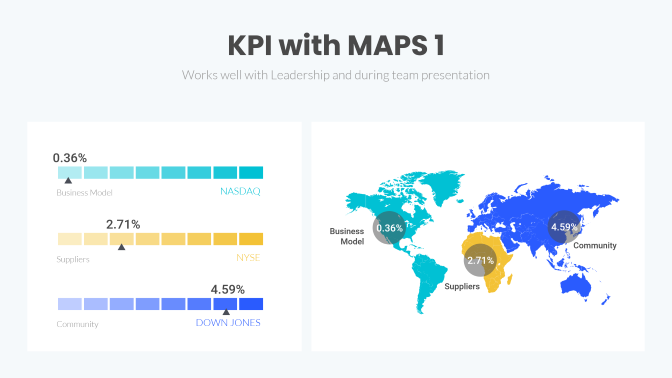 KPI with MAPS 1
Works well with Leadership and during team presentation
0.36%
Business Model
NASDAQ
2.71%
Suppliers
NYSE
4.59%
Community
DOWN JONES
Business
Model
0.36%
2.71%
Suppliers
4.59%
Community